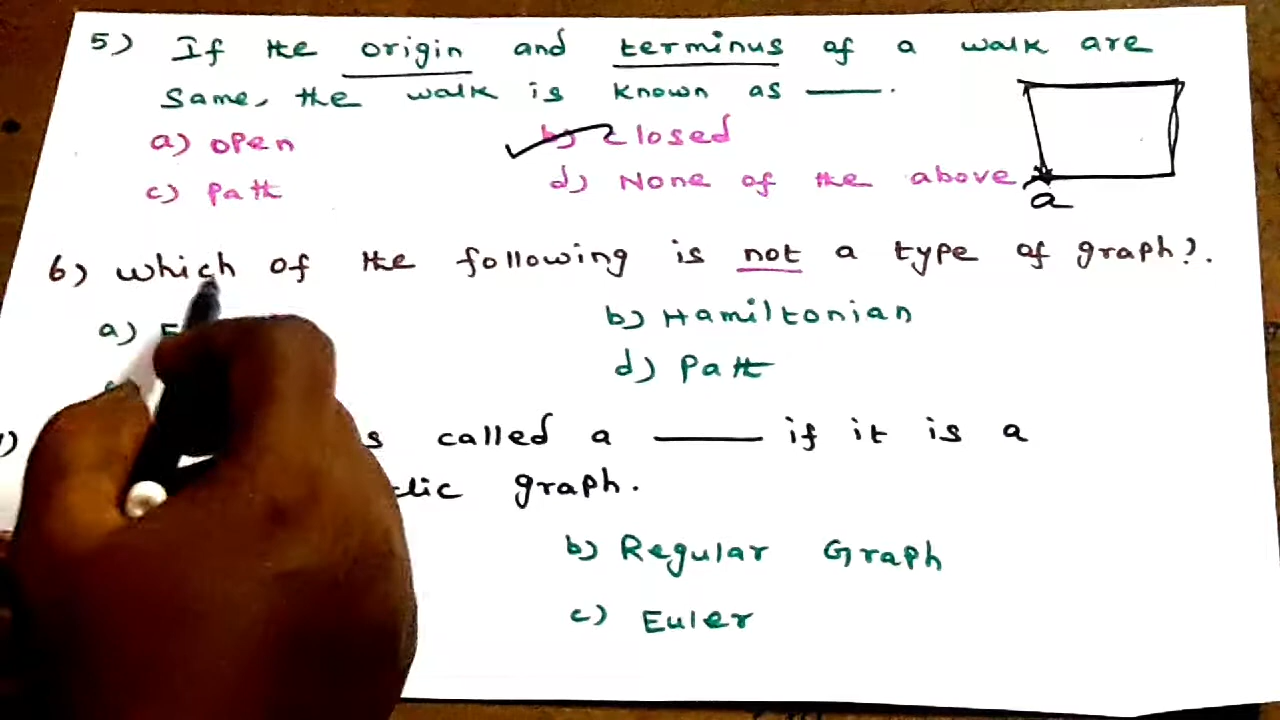 5) If the origin and terminus of a walk are
Same, the walk is known as ____.
a) open b) closed
c) Path d) None of the above
a
6) Which of the following is not a type of graph?.
a) b) Hamiltonian
d) Path
called a ____ if it is a
graph.
b) Regular Graph
c) Euler